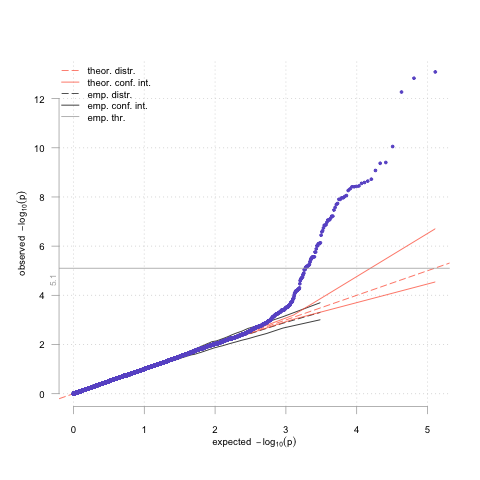 theor. distr.
theor. conf. int.
emp. distr.
emp. conf. int.
emp. thr.
12
10
8
6
4
2
0
5.1
observed −log10(p)
0 1 2 3 4 5
expected −log10(p)